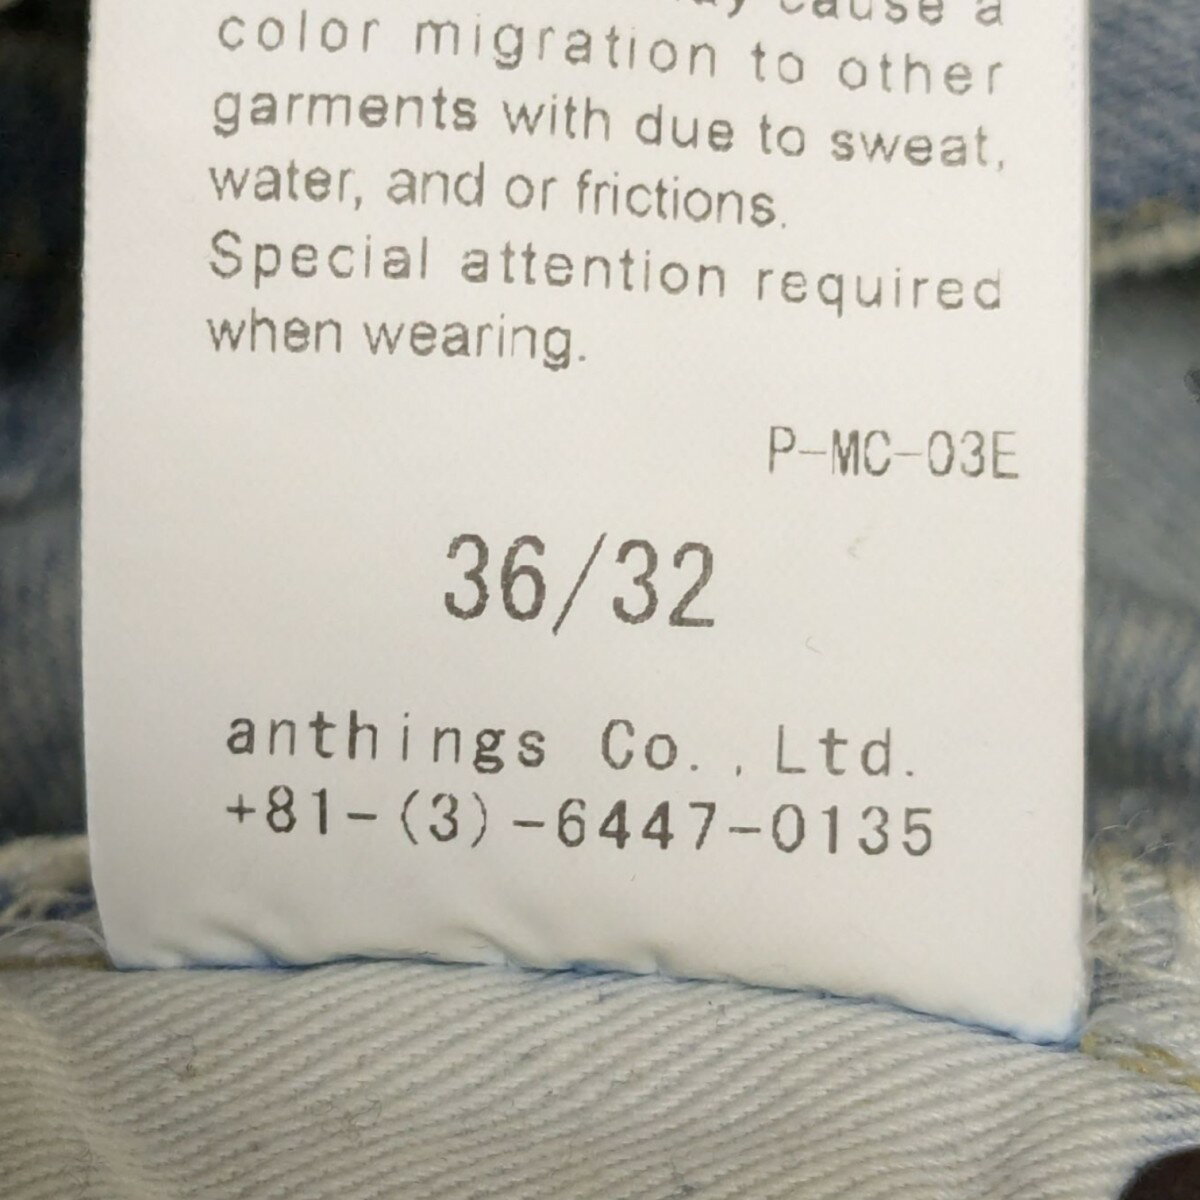 cause a
color migration to other
garments with due to sweat,
water, and or frictions.
Special attention required
when wearing.
P-MC-03E
36/32
anthings Co.,Ltd.
+81-(3)-6447-0135